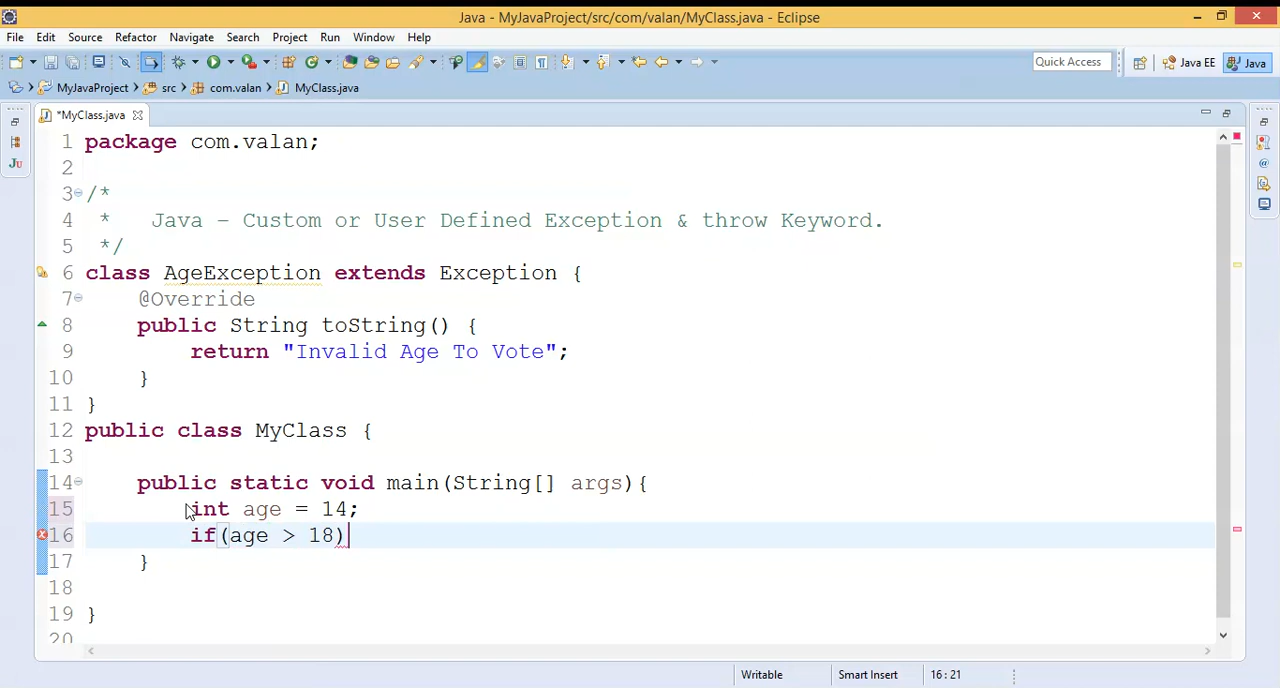 Java - MyJavaProject/src/com/valan/MyClass.java - Eclipse
File Edit Source Refactor Navigate Search Project Run Window Help
Quick Access Java EE Java
MyJavaProject src com.valan MyClass.java
*MyClass.java
1 package com.valan;
2
3 /*
4 * Java - Custom or User Defined Exception & throw Keyword.
5 */
6 class AgeException extends Exception {
7 @Override
8 public String toString() {
9 return "Invalid Age To Vote";
10 }
11 }
12 public class MyClass {
13
14 public static void main(String[] args){
15 int age = 14;
16 if(age > 18)
17 }
18
19 }
20
Writable Smart Insert 16 : 21